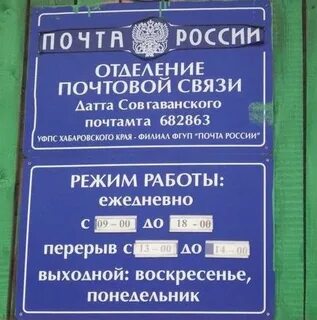 ПОЧТА РОССИИ
ОТДЕЛЕНИЕ
ПОЧТОВОЙ СВЯЗИ
Датта Совгаванского
почтамта 682863
УФПС ХАБАРОВСКОГО КРАЯ - ФИЛИАЛ ФГУП "ПОЧТА РОССИИ"
РЕЖИМ РАБОТЫ:
ежедневно
с 09-00 до 18-00
перерыв с 13-00 до 14-00
выходной: воскресенье,
понедельник